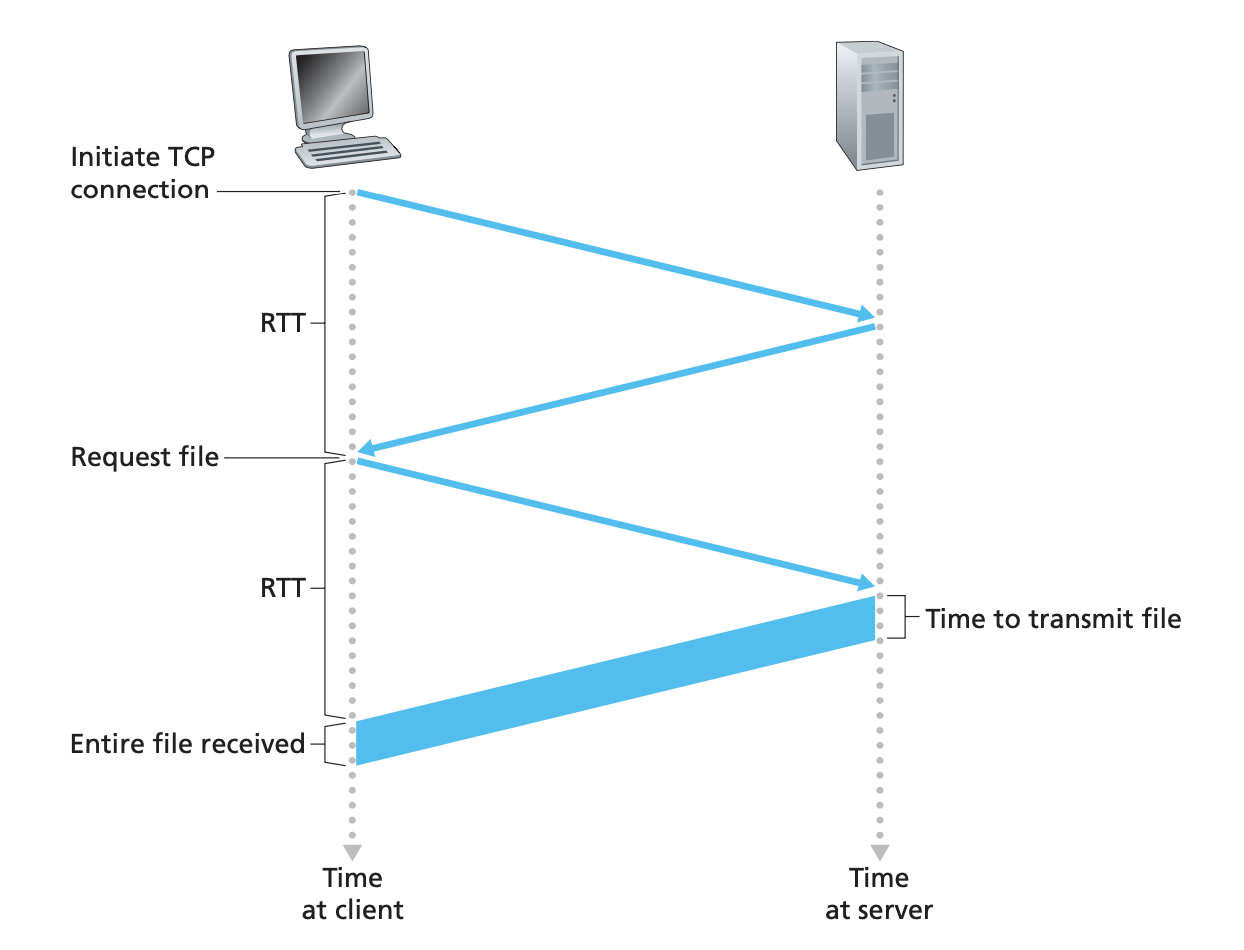 Initiate TCP
connection
RTT
Request file
RTT
Time to transmit file
Entire file received
Time
at client
Time
at server